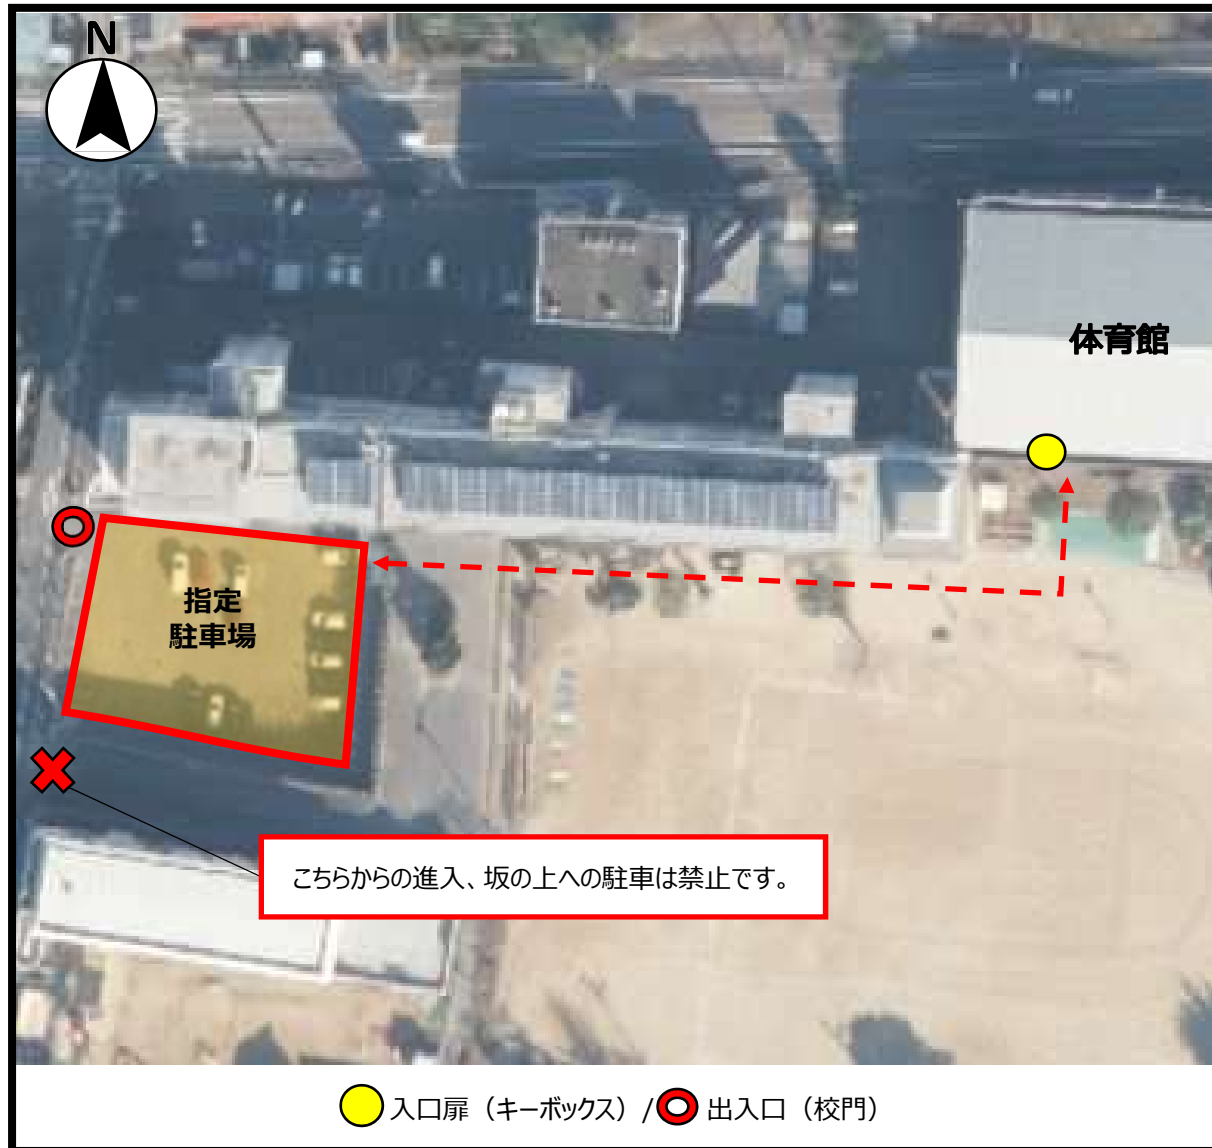 N
体育館
指定
駐車場
こちらからの進入、坂の上への駐車は禁止です。
入口扉（キーボックス）/ 出入口（校門）